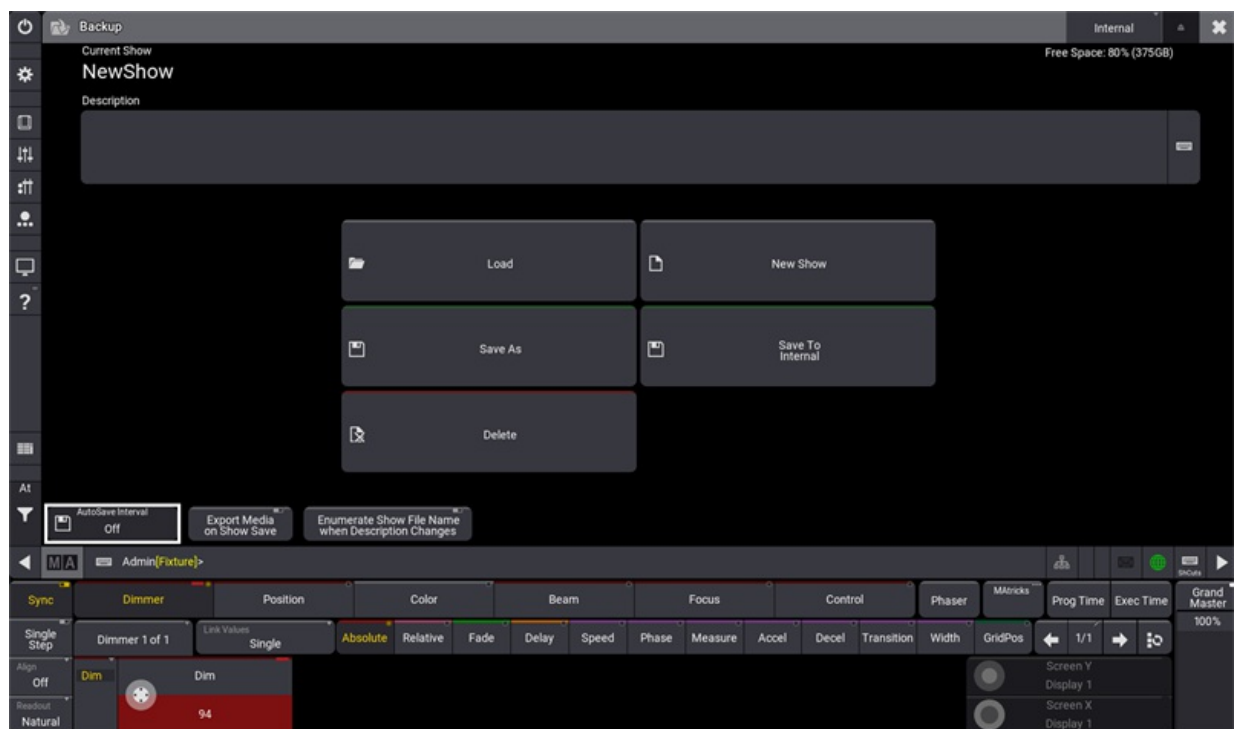 Backup
Internal
Current Show
Free Space: 80% (375GB)
NewShow
Description
Load
New Show
Save As
Save To
Internal
Delete
?
At
AutoSave Interval
Off
Export Media
on Show Save
Enumerate Show File Name
when Description Changes
MA
Admin[Fixture]>
ShCuts
Sync
Dimmer
Position
Color
Beam
Focus
Control
Phaser
MAtricks
Prog Time
Exec Time
Grand
Master
100%
Single
Step
Dimmer 1 of 1
Link Values
Single
Absolute
Relative
Fade
Delay
Speed
Phase
Measure
Accel
Decel
Transition
Width
GridPos
1/1
Align
Off
Dim
Dim
Screen Y
Display 1
Readout
Natural
94
Screen X
Display 1